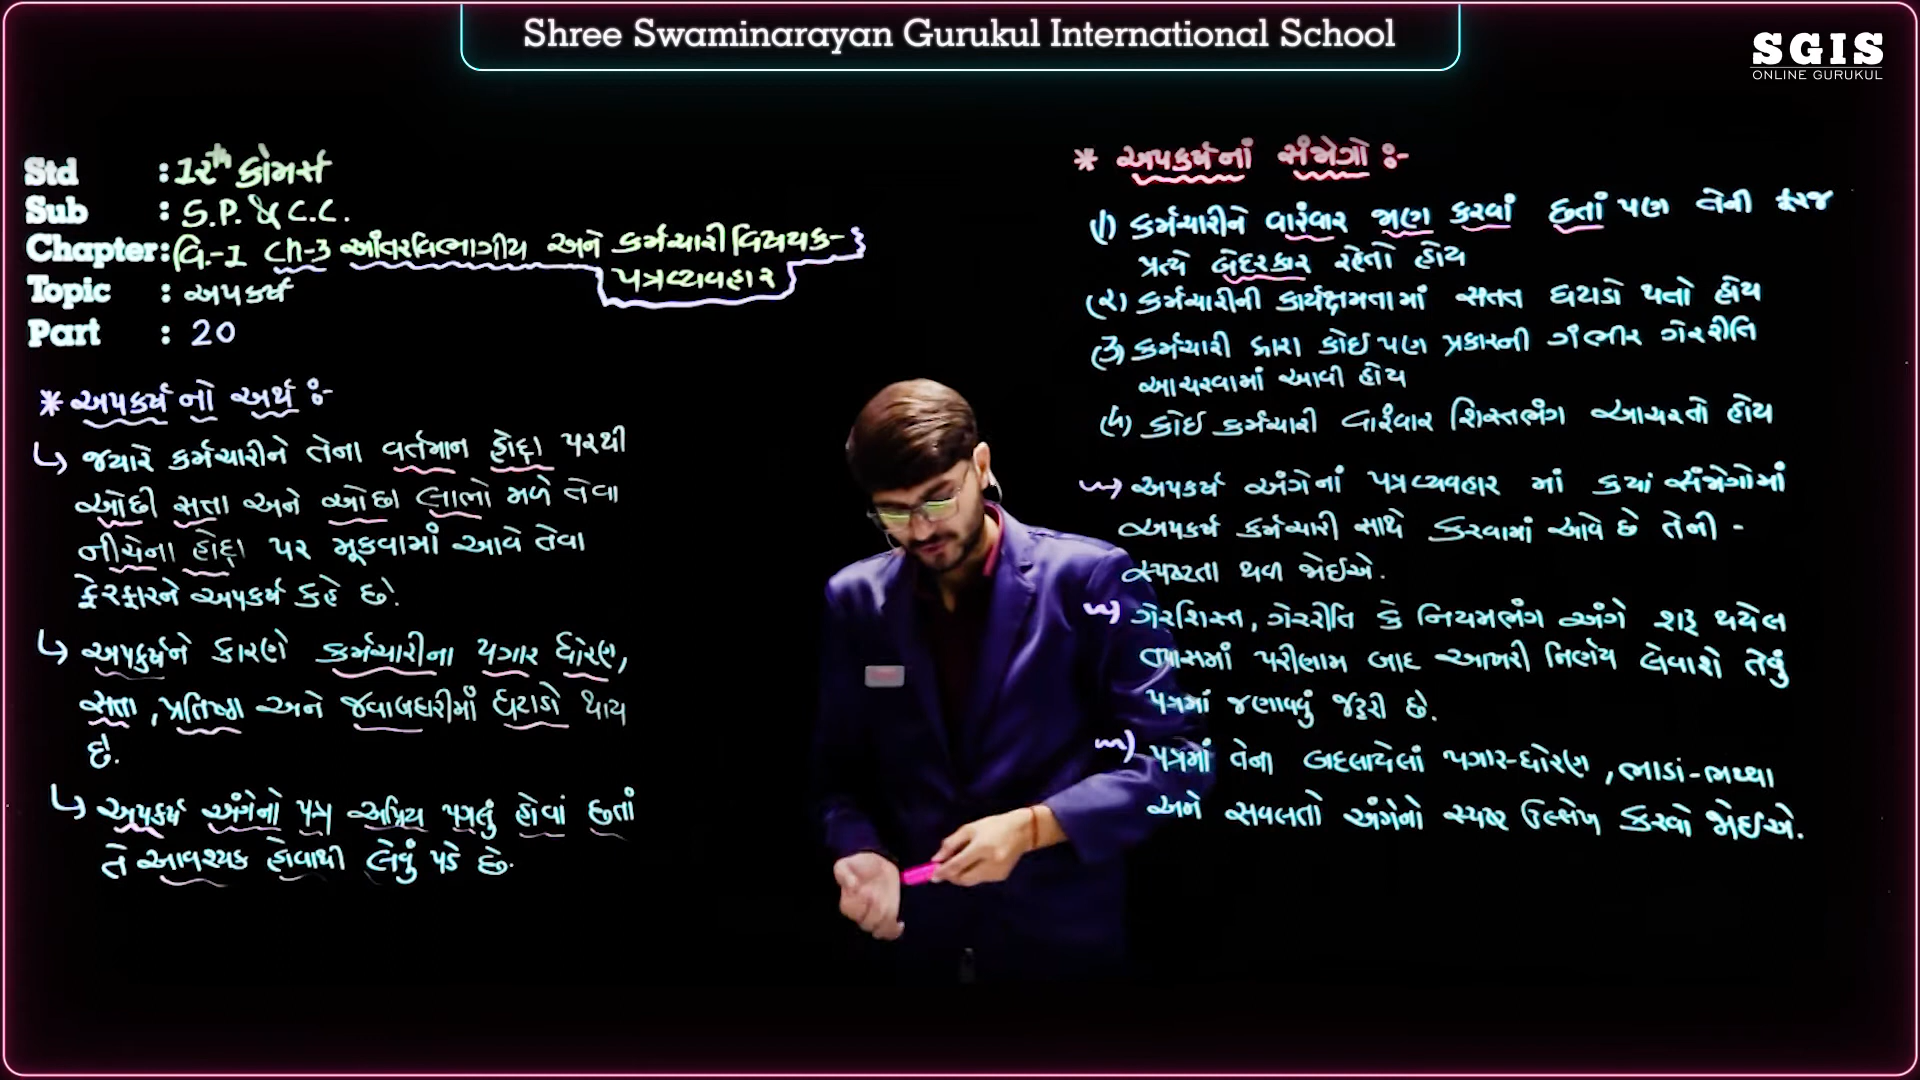 Shree Swaminarayan Gurukul International School
SGIS
ONLINE GURUKUL
Std : 12th કોમર્સ
Sub : S.P. & C.C.
Chapter: વિ.-1 Ch-3 આંતરવિભાગીય અને કર્મચારી વિષયક-
પત્રવ્યવહાર
Topic : અપકર્ષ
Part : 20
* અપકર્ષ નો અર્થ :-
↳ જ્યારે કર્મચારીને તેના વર્તમાન હોદ્દા પરથી
ઓછી સત્તા અને ઓછા લાભો મળે તેવા
નીચેના હોદ્દા પર મૂકવામાં આવે તેવા
ફેરફારને અપકર્ષ કહે છે.
↳ અપકર્ષને કારણે કર્મચારીના પગાર ધોરણ,
સત્તા, પ્રતિષ્ઠા અને જવાબદારીમાં ઘટાડો થાય
છે.
↳ અપકર્ષ અંગેનો પત્ર અપ્રિય પગલું હોવાં છતાં
તે આવશ્યક હોવાથી લેવું પડે છે.
* અપકર્ષનાં સંજોગો :-
(૧) કર્મચારીને વારંવાર જાણ કરવાં છતાં પણ તેની ફરજ
પ્રત્યે બેદરકાર રહેતો હોય
(૨) કર્મચારીની કાર્યક્ષમતામાં સતત ઘટાડો થતો હોય
(૩) કર્મચારી દ્વારા કોઈ પણ પ્રકારની ગંભીર ગેરરીતિ
આચરવામાં આવી હોય
(૪) કોઈ કર્મચારી વારંવાર શિસ્તભંગ આચરતો હોય
અપકર્ષ અંગેનાં પત્રવ્યવહાર માં કયાં સંજોગોમાં
અપકર્ષ કર્મચારી સાથે કરવામાં આવે છે તેની -
સ્પષ્ટતા થવી જોઈએ.
ગેરશિસ્ત, ગેરરીતિ કે નિયમભંગ અંગે શરૂ થયેલ
તપાસમાં પરીણામ બાદ આખરી નિર્ણય લેવાશે તેવું
પત્રમાં જણાવવું જરૂરી છે.
પત્રમાં તેના બદલાયેલાં પગાર-ધોરણ, ભાડાં-ભથ્થા
અને સવલતો અંગેનો સ્પષ્ટ ઉલ્લેખ કરવો જોઈએ.